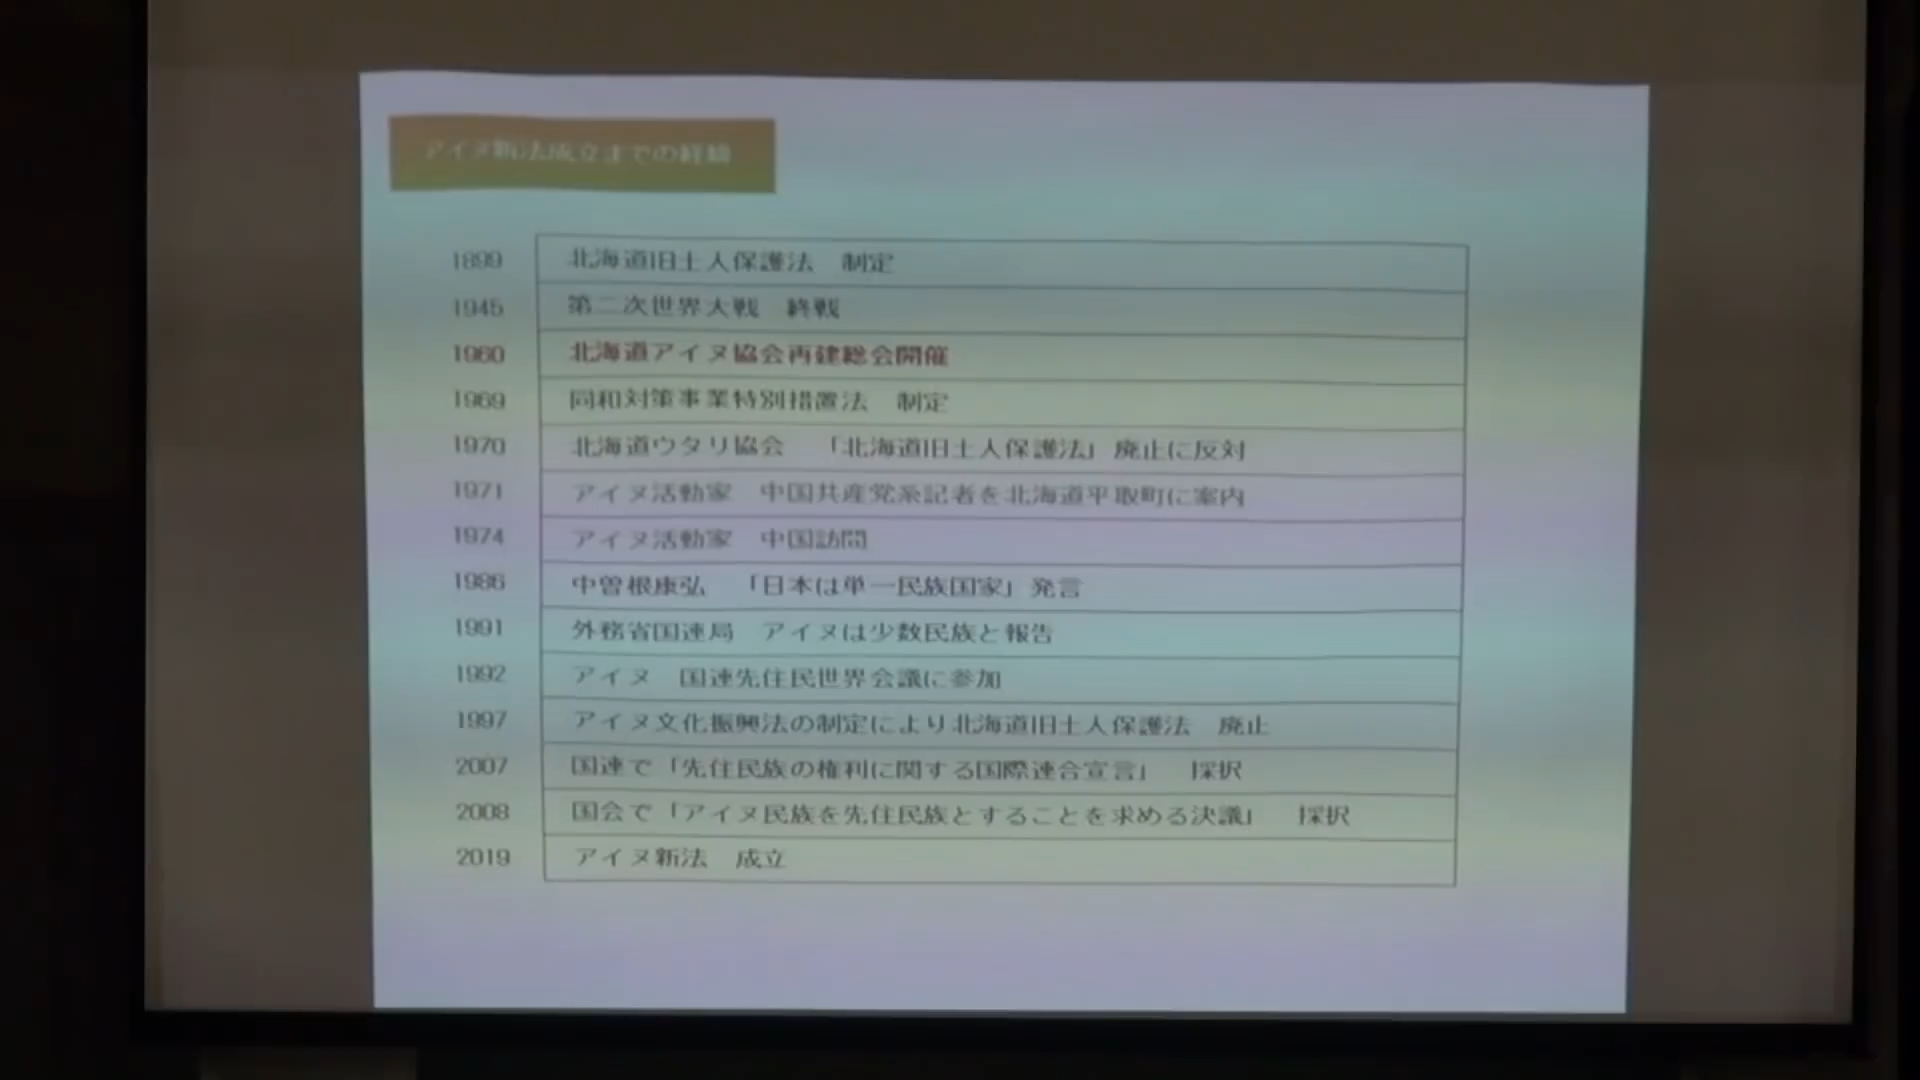 アイヌ新法成立までの経緯
1899 北海道旧土人保護法 制定
1945 第二次世界大戦 終戦
1960 北海道アイヌ協会再建総会開催
1969 同和対策事業特別措置法 制定
1970 北海道ウタリ協会 「北海道旧土人保護法」廃止に反対
1971 アイヌ活動家 中国共産党系記者を北海道平取町に案内
1974 アイヌ活動家 中国訪問
1986 中曽根康弘 「日本は単一民族国家」発言
1991 外務省国連局 アイヌは少数民族と報告
1992 アイヌ 国連先住民世界会議に参加
1997 アイヌ文化振興法の制定により北海道旧土人保護法 廃止
2007 国連で「先住民族の権利に関する国際連合宣言」 採択
2008 国会で「アイヌ民族を先住民族とすることを求める決議」 採択
2019 アイヌ新法 成立